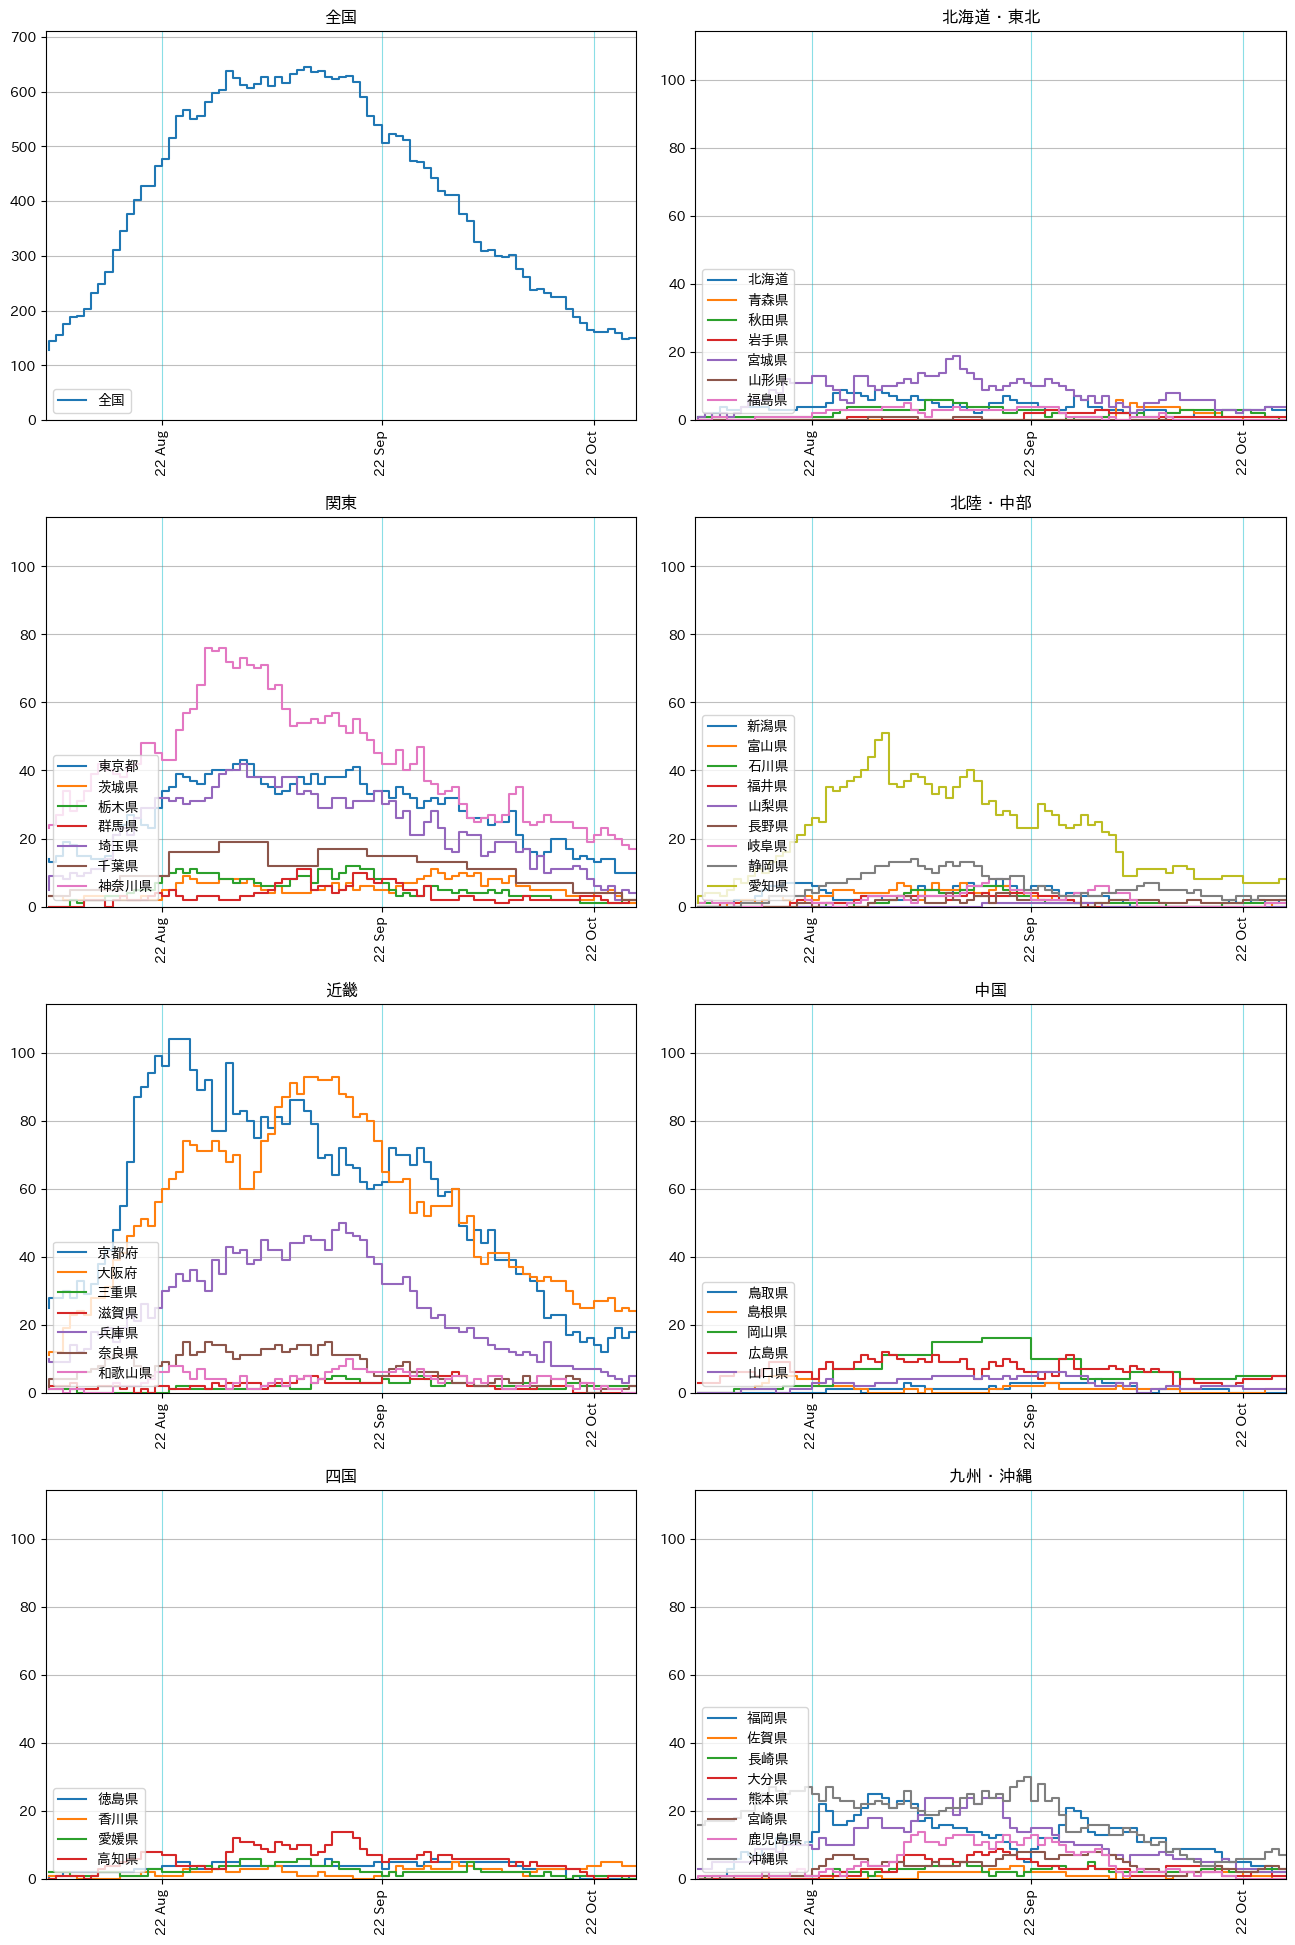 全国
700
600
500
400
300
200
100
0
全国
22 Aug
22 Sep
22 Oct
北海道・東北
100
80
60
40
20
0
北海道
青森県
秋田県
岩手県
宮城県
山形県
福島県
22 Aug
22 Sep
22 Oct
関東
100
80
60
40
20
0
東京都
茨城県
栃木県
群馬県
埼玉県
千葉県
神奈川県
22 Aug
22 Sep
22 Oct
北陸・中部
100
80
60
40
20
0
新潟県
富山県
石川県
福井県
山梨県
長野県
岐阜県
静岡県
愛知県
22 Aug
22 Sep
22 Oct
近畿
100
80
60
40
20
0
京都府
大阪府
三重県
滋賀県
兵庫県
奈良県
和歌山県
22 Aug
22 Sep
22 Oct
中国
100
80
60
40
20
0
鳥取県
島根県
岡山県
広島県
山口県
22 Aug
22 Sep
22 Oct
四国
100
80
60
40
20
0
徳島県
香川県
愛媛県
高知県
22 Aug
22 Sep
22 Oct
九州・沖縄
100
80
60
40
20
0
福岡県
佐賀県
長崎県
大分県
熊本県
宮崎県
鹿児島県
沖縄県
22 Aug
22 Sep
22 Oct